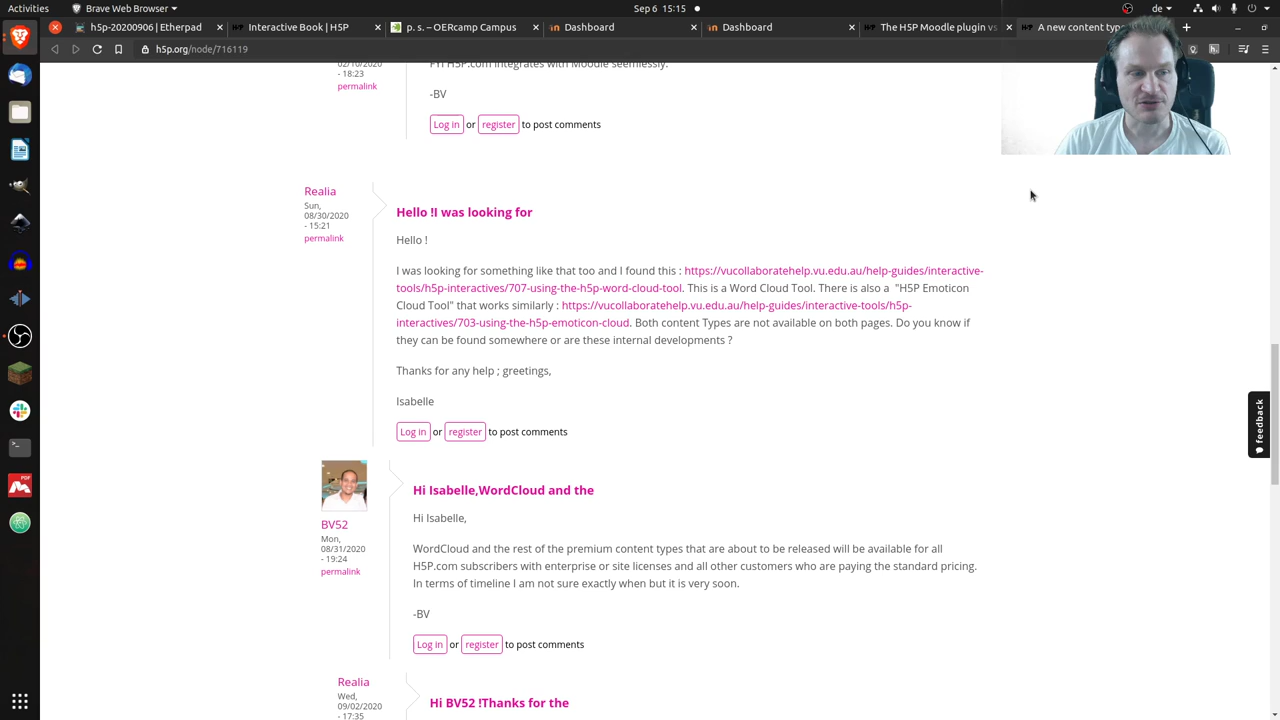 Sep 6 15:15
h5p-20200906 | Etherpad
Interactive Book | H5P
p. s. – OERcamp Campus
Dashboard
Dashboard
The H5P Moodle plugin vs
A new content typ
h5p.org/node/716119
02/10/2020
- 18:23
permalink
FYI H5P.com integrates with Moodle seemlessly.
-BV
Log in or register to post comments
Realia
Sun,
08/30/2020
- 15:21
permalink
Hello !I was looking for
Hello !
I was looking for something like that too and I found this : https://vucollaboratehelp.vu.edu.au/help-guides/interactive-
tools/h5p-interactives/707-using-the-h5p-word-cloud-tool. This is a Word Cloud Tool. There is also a "H5P Emoticon
Cloud Tool" that works similarly : https://vucollaboratehelp.vu.edu.au/help-guides/interactive-tools/h5p-
interactives/703-using-the-h5p-emoticon-cloud. Both content Types are not available on both pages. Do you know if
they can be found somewhere or are these internal developments ?
Thanks for any help ; greetings,
Isabelle
Log in or register to post comments
feedback
BV52
Mon,
08/31/2020
- 19:24
permalink
Hi Isabelle,WordCloud and the
Hi Isabelle,
WordCloud and the rest of the premium content types that are about to be released will be available for all
H5P.com subscribers with enterprise or site licenses and all other customers who are paying the standard pricing.
In terms of timeline I am not sure exactly when but it is very soon.
-BV
Log in or register to post comments
Realia
Wed,
09/02/2020
- 17:35
Hi BV52 !Thanks for the
PDF